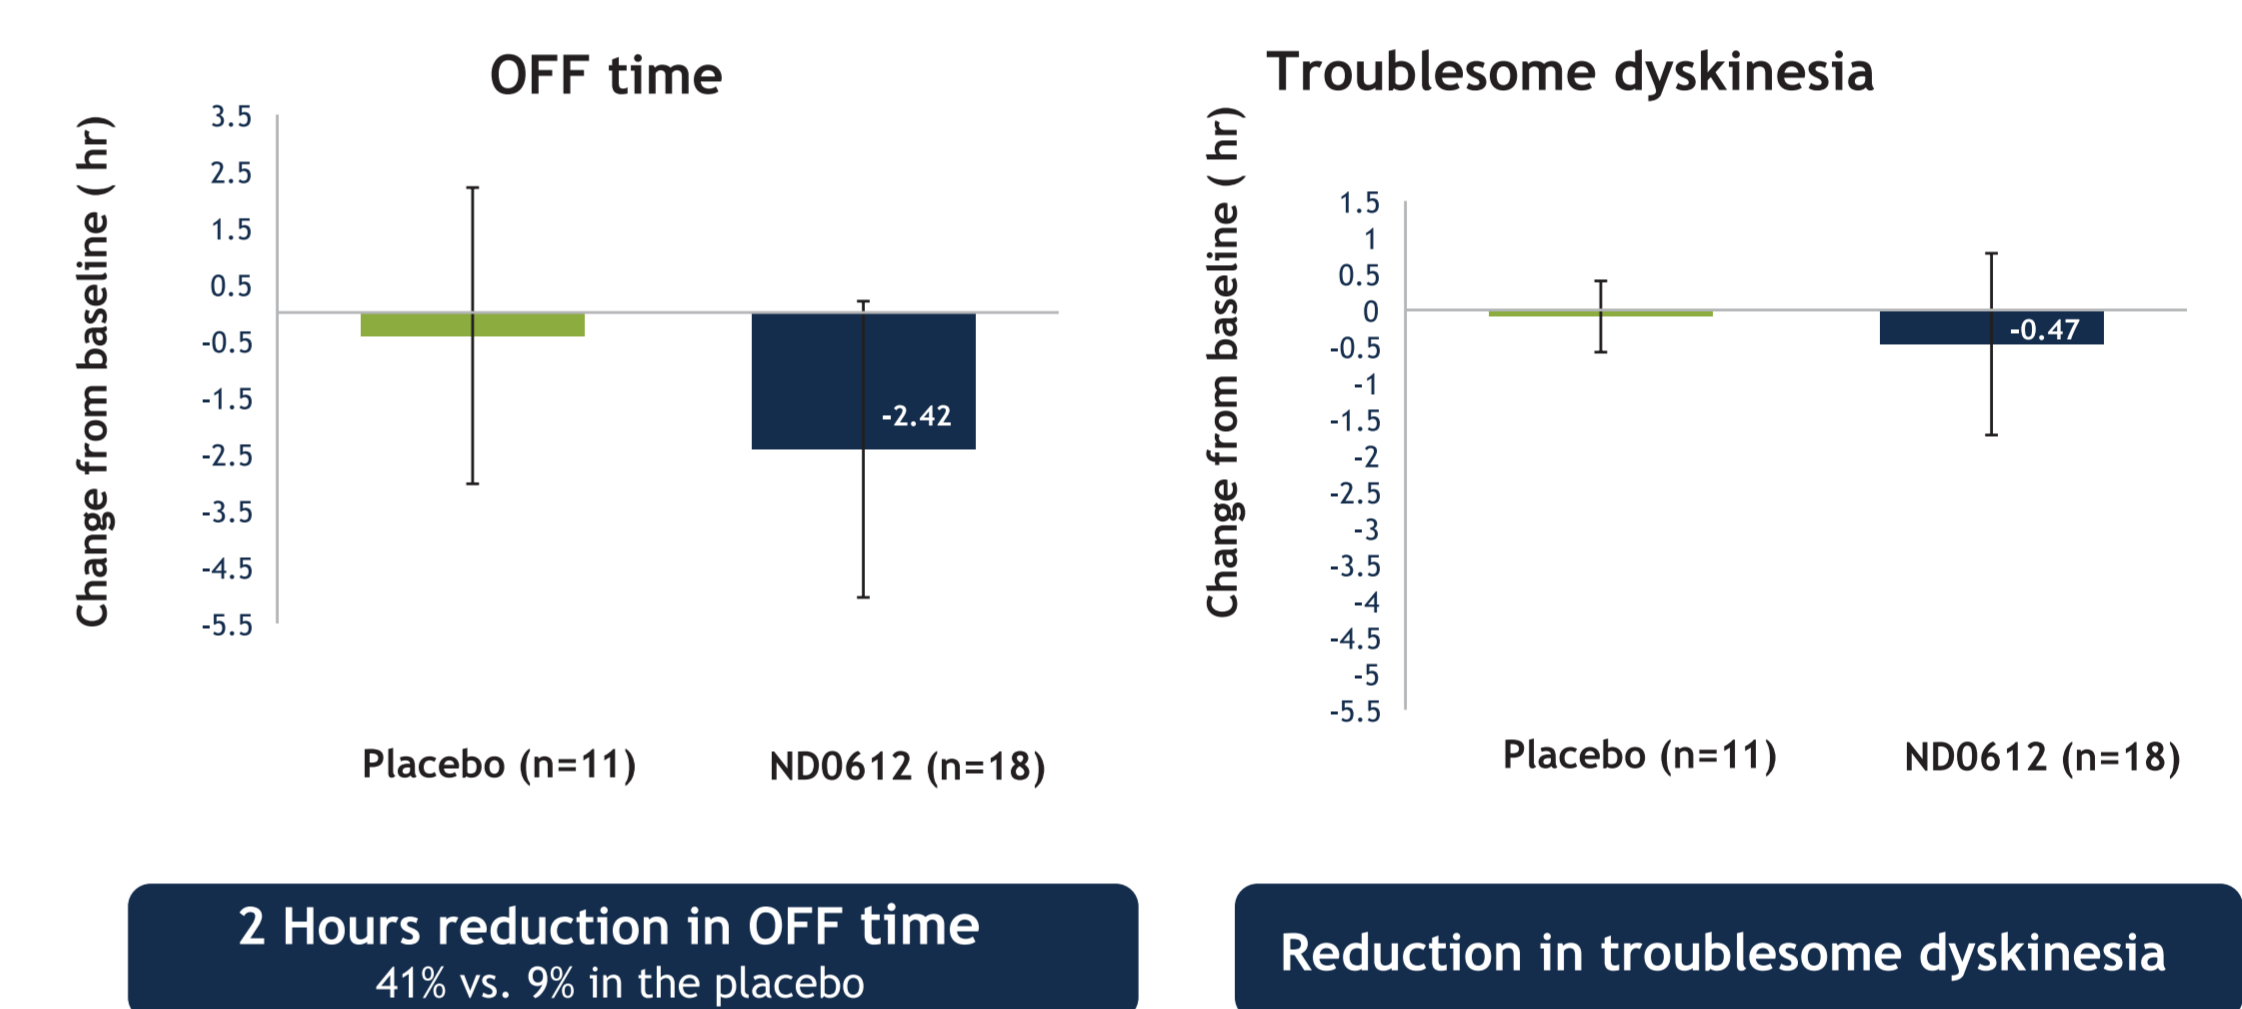 OFF time
Change from baseline ( hr)
3.5
2.5
1.5
0.5
-0.5
-1.5
-2.5
-3.5
-4.5
-5.5
-2.42
Placebo (n=11)
ND0612 (n=18)
2 Hours reduction in OFF time
41% vs. 9% in the placebo
Troublesome dyskinesia
Change from baseline ( hr)
1.5
1
0.5
0
-0.5
-1
-1.5
-2
-2.5
-3
-3.5
-4
-4.5
-5
-5.5
-0.47
Placebo (n=11)
ND0612 (n=18)
Reduction in troublesome dyskinesia